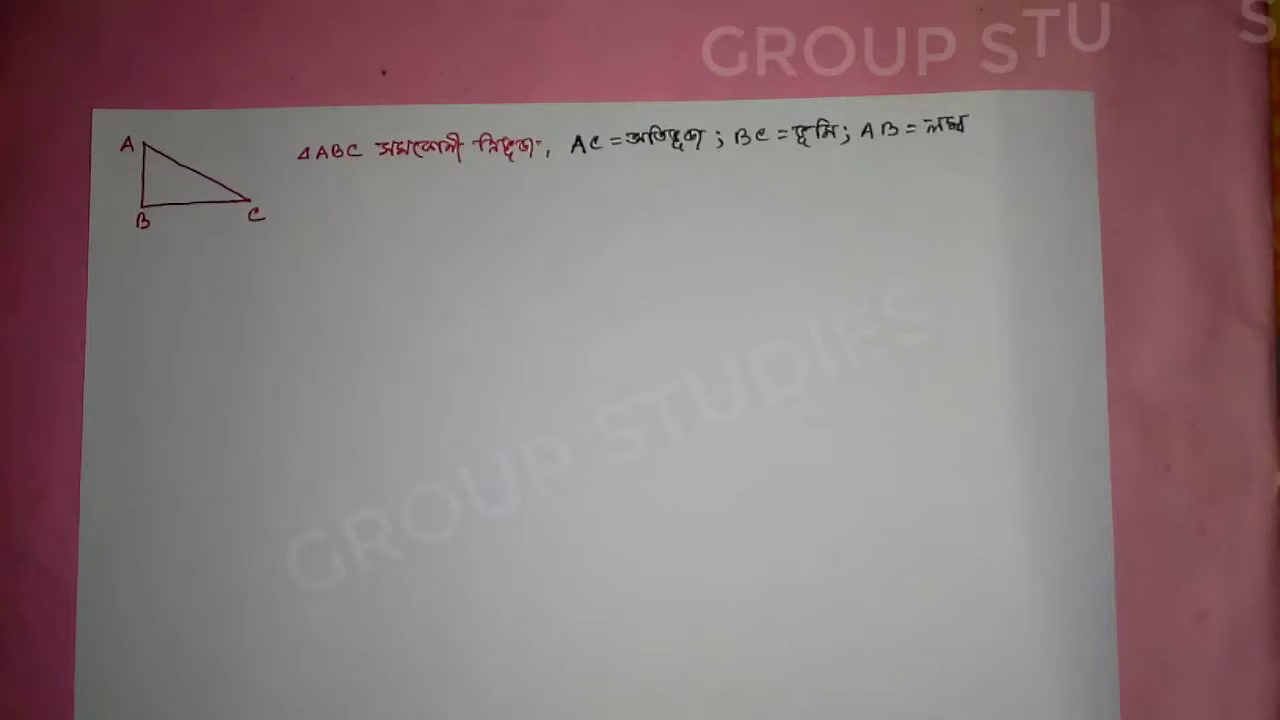 GROUP STU S
A
B
C
△ABC সমকোনী ত্রিভুজ, AC = অতিভুজ ; BC = ভূমি ; AB = লম্ব
GROUP STUDIES